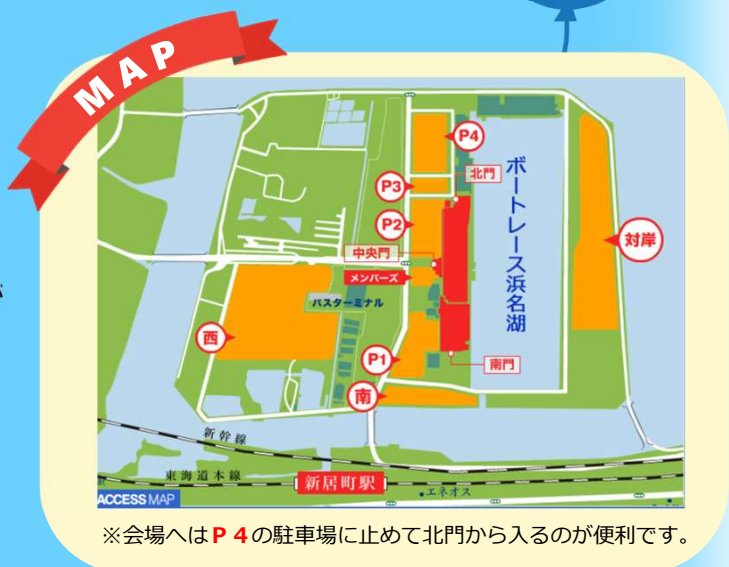 MAP
P4
北門
P3
P2
中央門
メンバーズ
バスターミナル
ボートレース浜名湖
対岸
西
P1
南門
南
新幹線
東海道本線
新居町駅
エネオス
ACCESS MAP
※会場へはP4の駐車場に止めて北門から入るのが便利です。